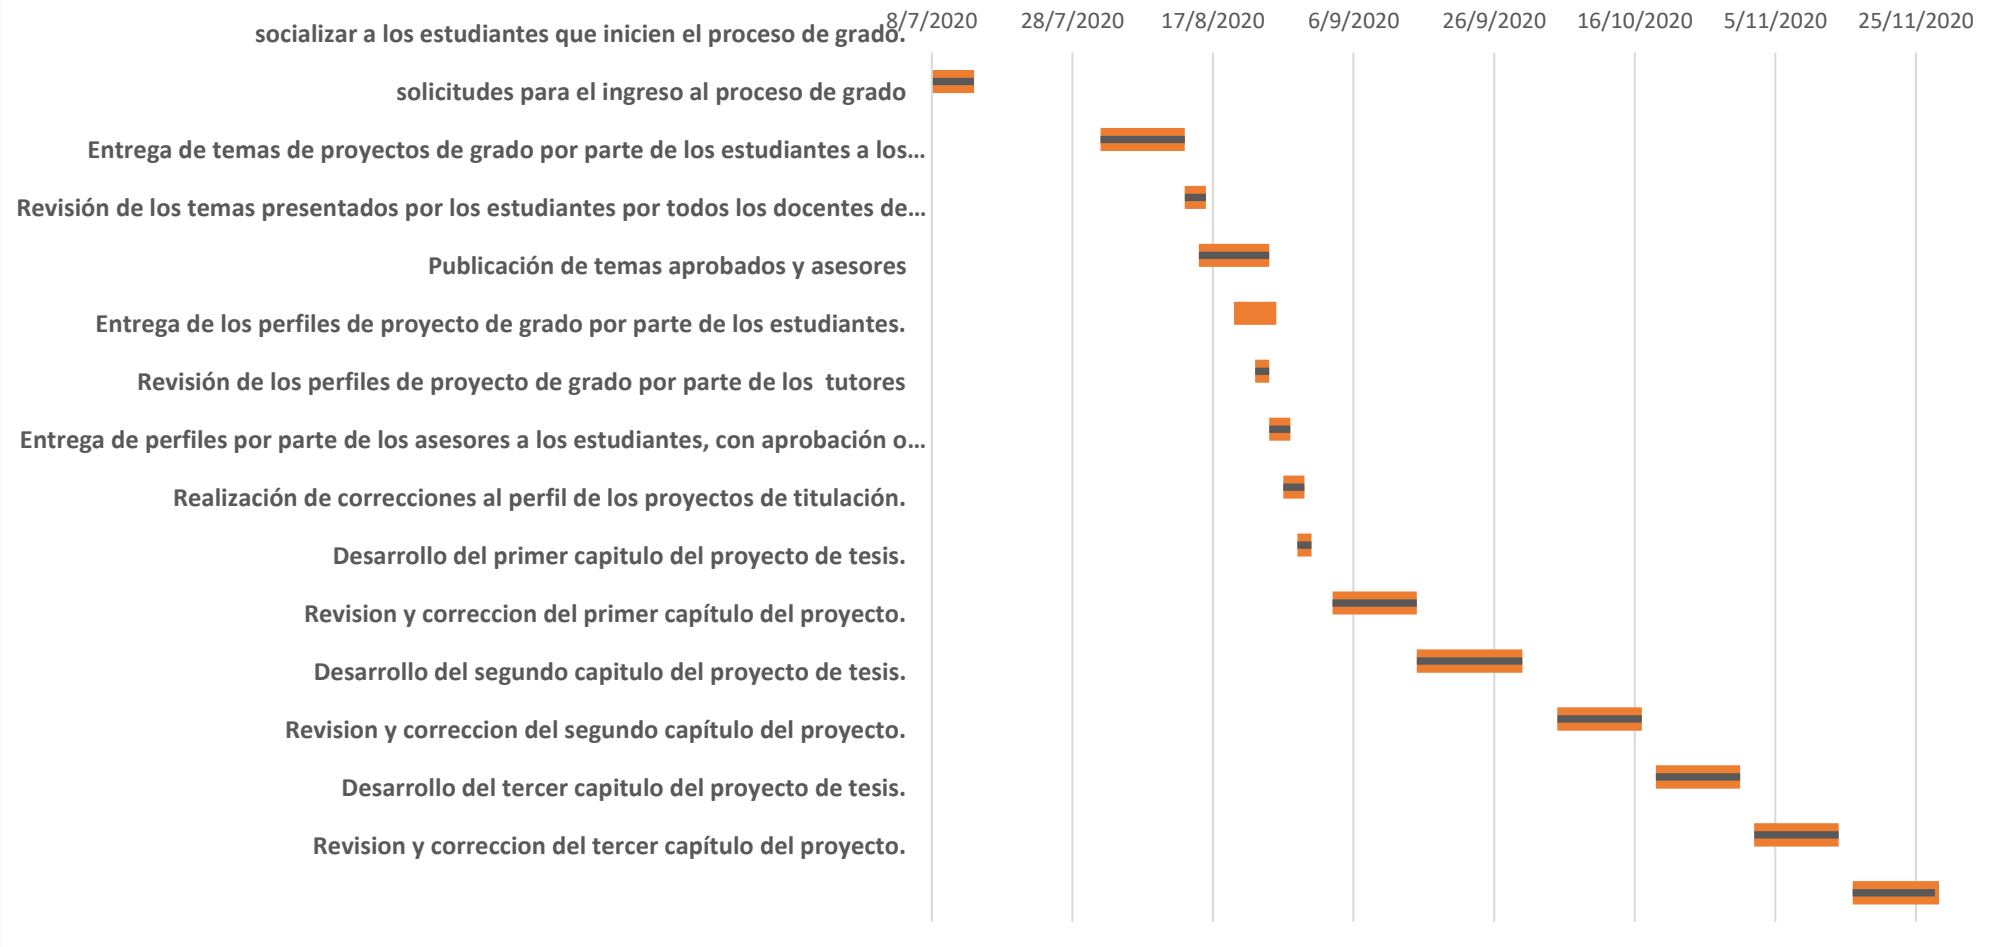 8/7/2020 28/7/2020 17/8/2020 6/9/2020 26/9/2020 16/10/2020 5/11/2020 25/11/2020
socializar a los estudiantes que inicien el proceso de grado.
solicitudes para el ingreso al proceso de grado
Entrega de temas de proyectos de grado por parte de los estudiantes a los…
Revisión de los temas presentados por los estudiantes por todos los docentes de…
Publicación de temas aprobados y asesores
Entrega de los perfiles de proyecto de grado por parte de los estudiantes.
Revisión de los perfiles de proyecto de grado por parte de los  tutores
Entrega de perfiles por parte de los asesores a los estudiantes, con aprobación o…
Realización de correcciones al perfil de los proyectos de titulación.
Desarrollo del primer capitulo del proyecto de tesis.
Revision y correccion del primer capítulo del proyecto.
Desarrollo del segundo capitulo del proyecto de tesis.
Revision y correccion del segundo capítulo del proyecto.
Desarrollo del tercer capitulo del proyecto de tesis.
Revision y correccion del tercer capítulo del proyecto.